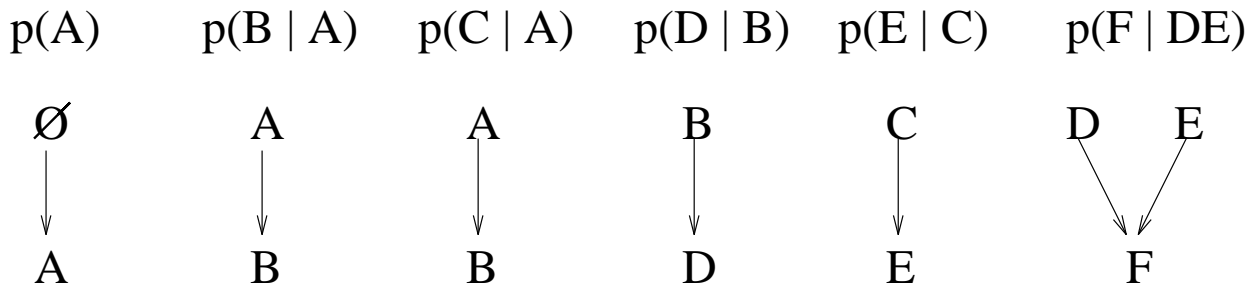 p(A) p(B | A) p(C | A) p(D | B) p(E | C) p(F | DE)
Ø A A B C D E
A B B D E F